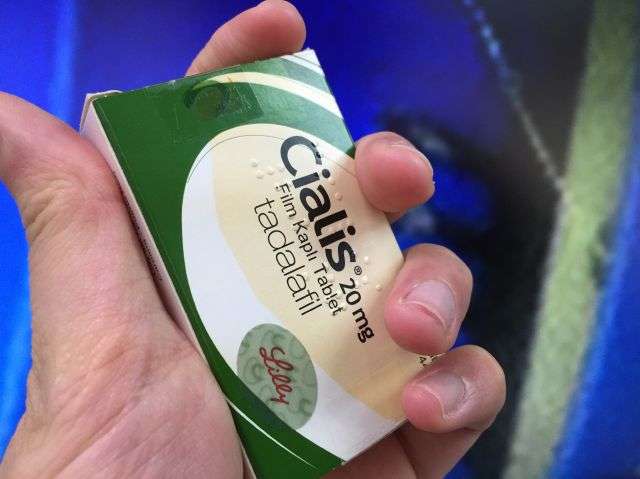 Cialis® 20 mg
Film Kaplı Tablet
tadalafil
Lilly